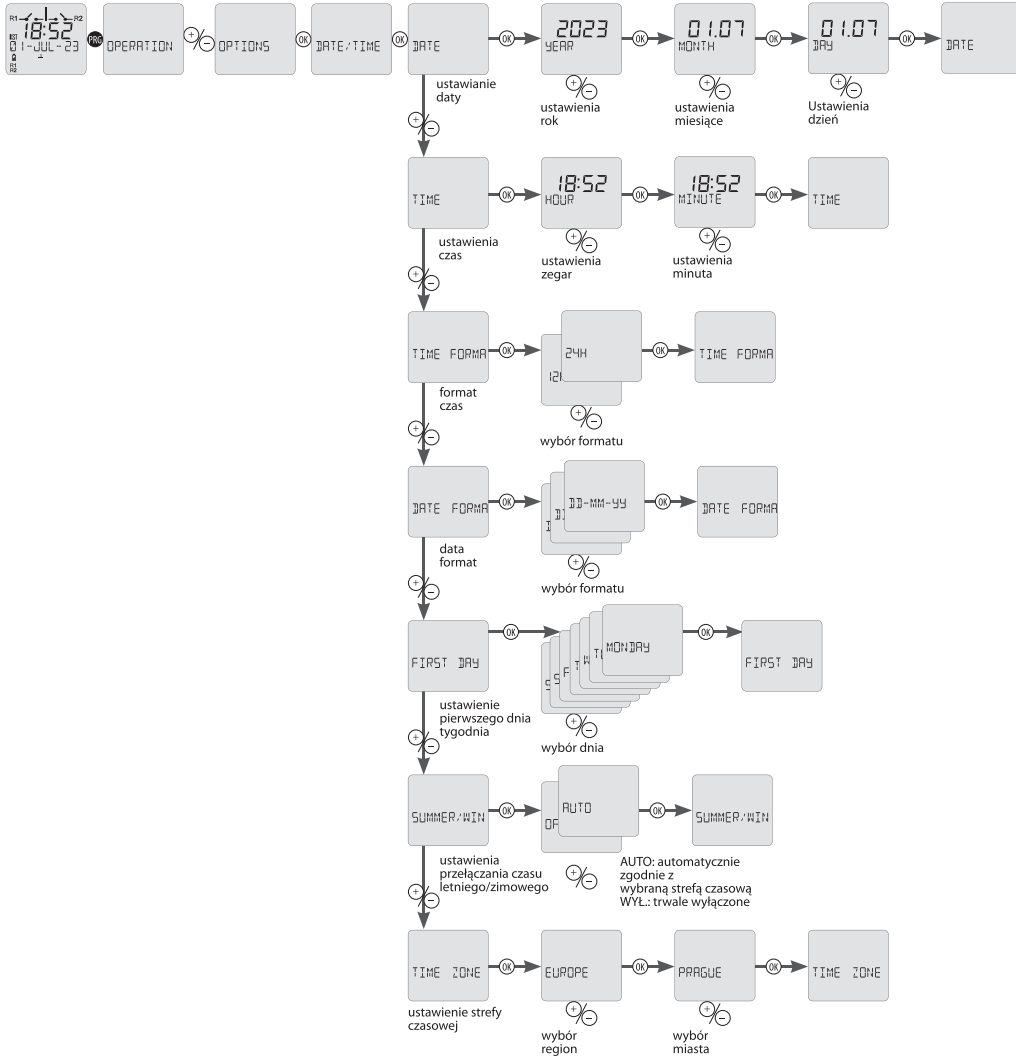 R1 R2
18:52
01-JUL-23
R1
R2
PRG
OPERATION
+/−
OPTIONS
OK
DATE/TIME
OK
DATE
OK
2023
YEAR
OK
01.07
MONTH
OK
01.07
DAY
OK
DATE
ustawianie
daty
+/−
ustawienia
rok
+/−
ustawienia
miesiące
+/−
Ustawienia
dzień
+/−
TIME
OK
18:52
HOUR
OK
18:52
MINUTE
OK
TIME
ustawienia
czas
+/−
ustawienia
zegar
+/−
ustawienia
minuta
+/−
TIME FORMA
OK
24H
OK
TIME FORMA
format
czas
+/−
wybór formatu
+/−
DATE FORMA
OK
DD-MM-YY
OK
DATE FORMA
data
format
+/−
wybór formatu
+/−
FIRST DAY
OK
MONDAY
OK
FIRST DAY
ustawienie
pierwszego dnia
tygodnia
+/−
wybór dnia
+/−
SUMMER/WIN
OK
AUTO
OK
SUMMER/WIN
ustawienia
przełączania czasu
letniego/zimowego
+/−
AUTO: automatycznie
zgodnie z
wybraną strefą czasową
WYŁ.: trwale wyłączone
+/−
TIME ZONE
OK
EUROPE
OK
PRAGUE
OK
TIME ZONE
ustawienie strefy
czasowej
+/−
wybór
region
+/−
wybór
miasta